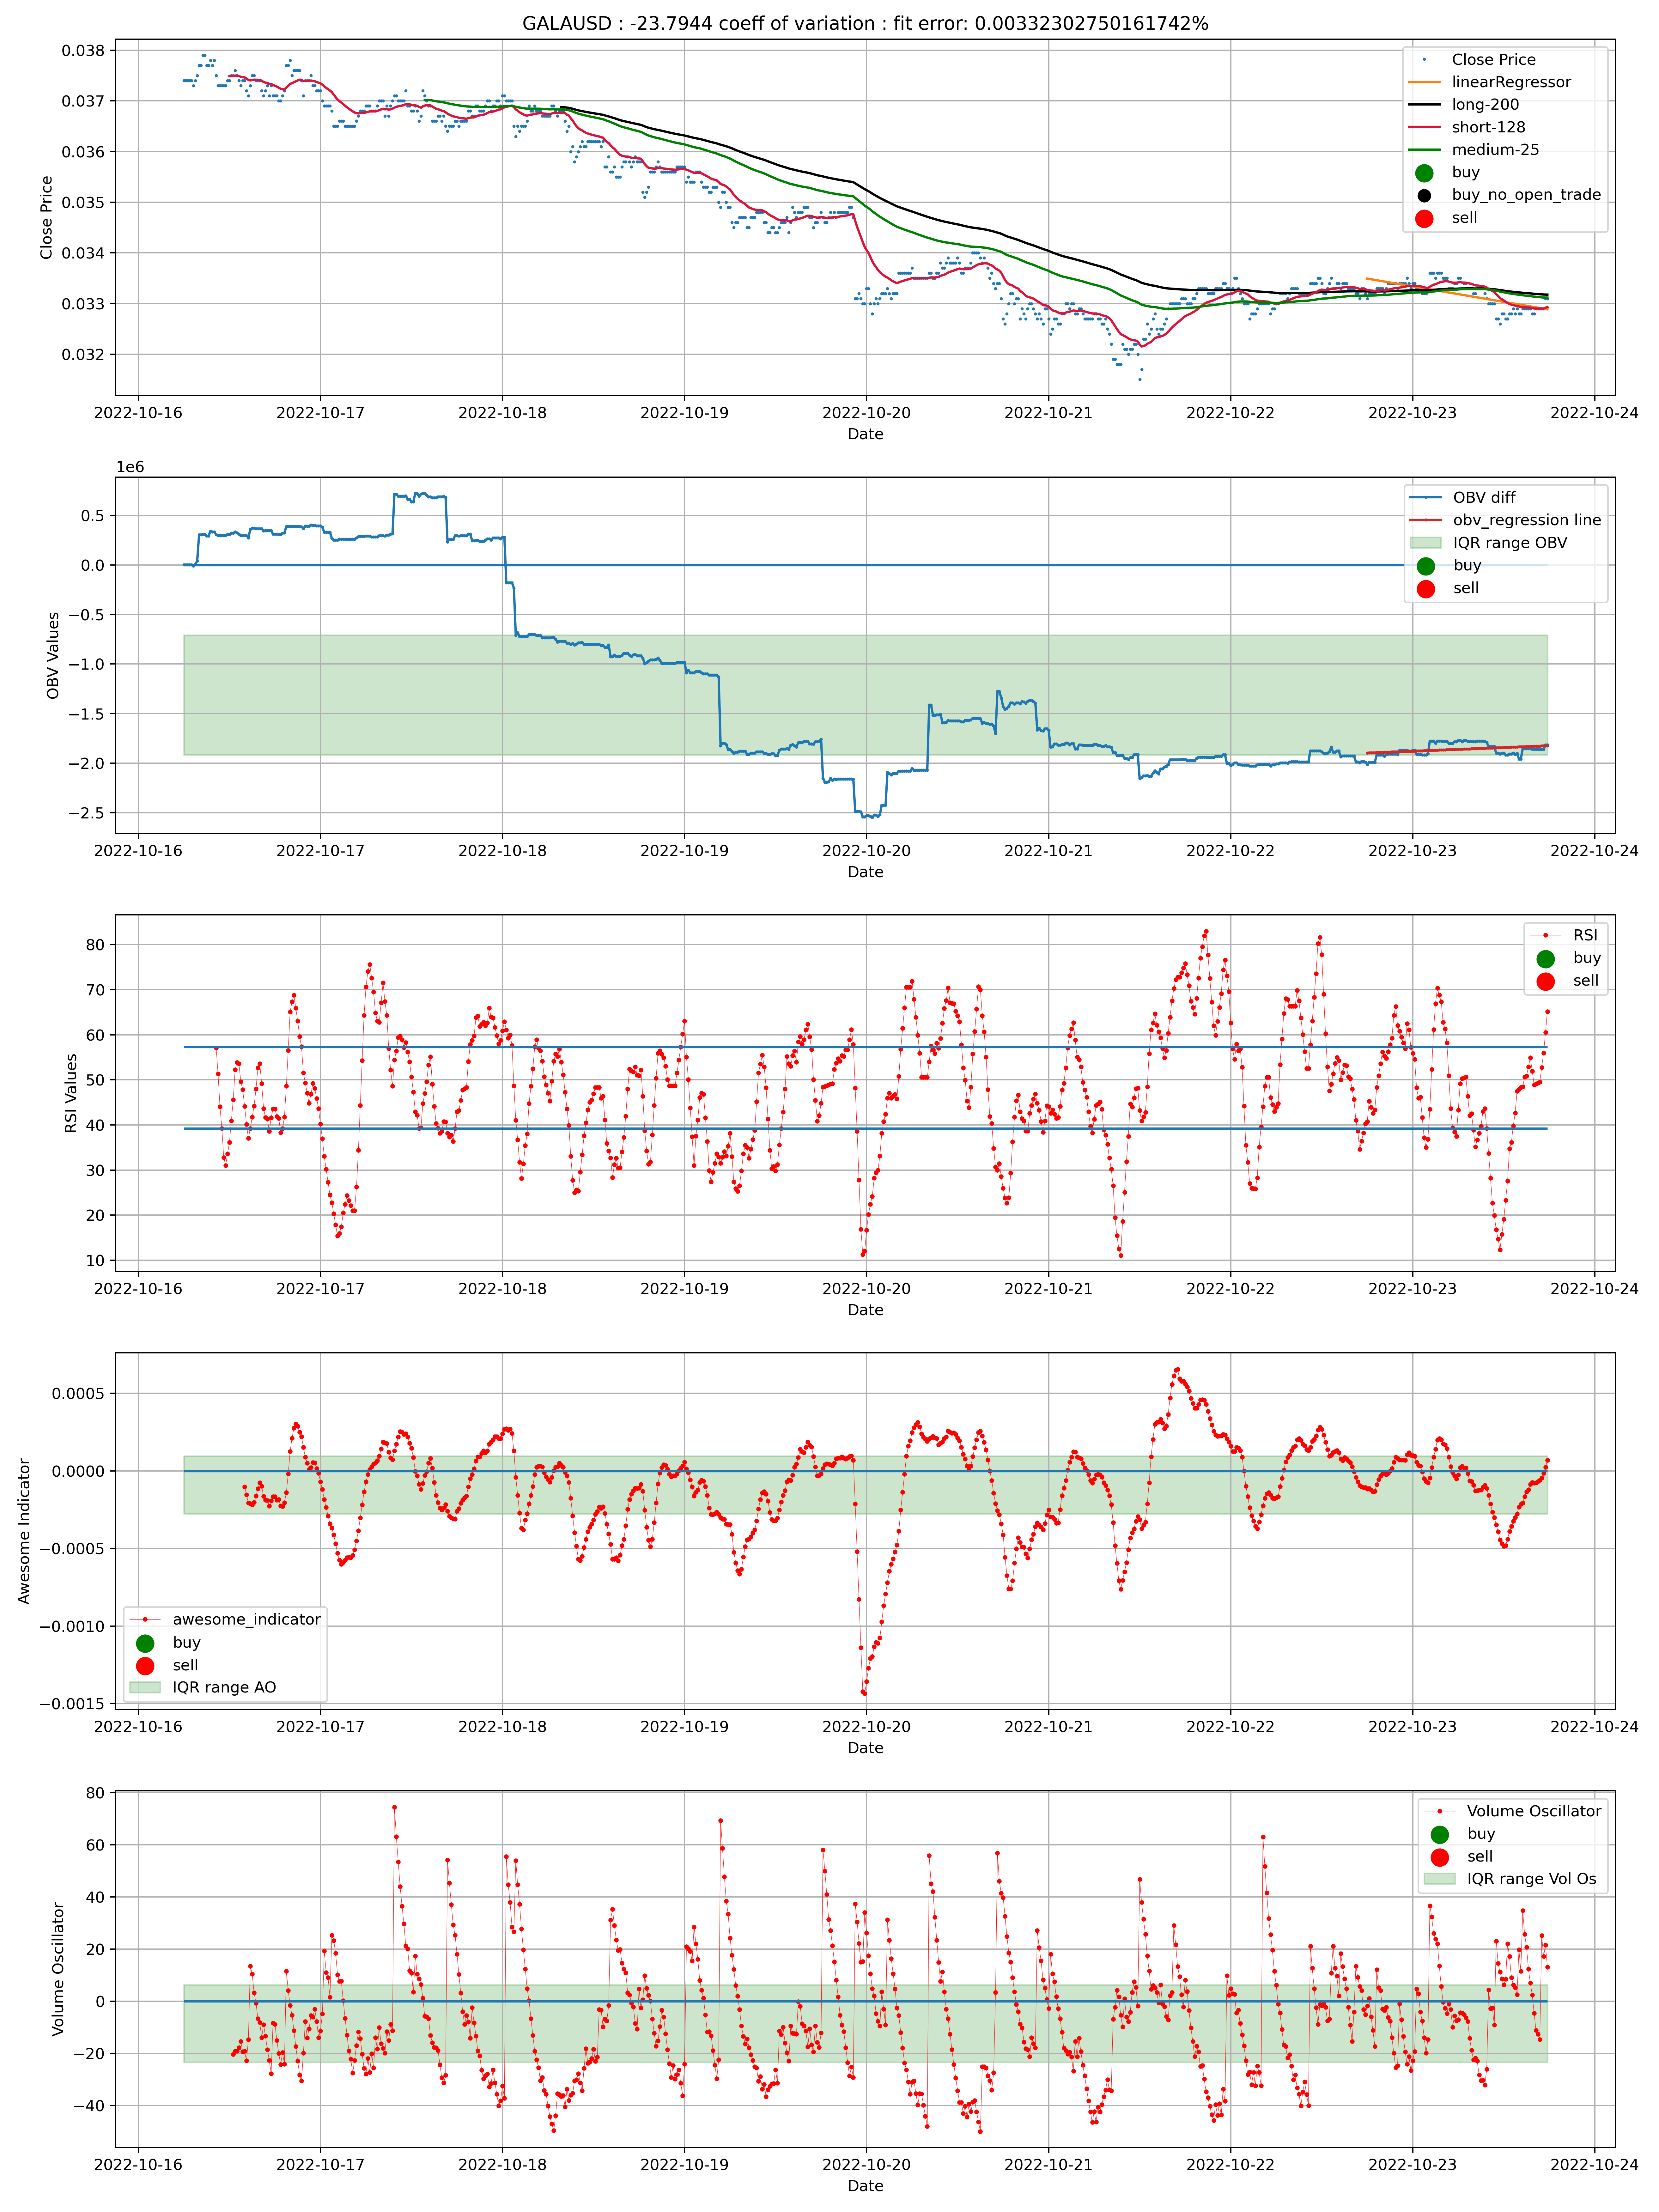 GALAUSD : -23.7944 coeff of variation : fit error: 0.00332302750161742%
Close Price
0.038
0.037
0.036
0.035
0.034
0.033
0.032
Close Price
linearRegressor
long-200
short-128
medium-25
buy
buy_no_open_trade
sell
2022-10-16 2022-10-17 2022-10-18 2022-10-19 2022-10-20 2022-10-21 2022-10-22 2022-10-23 2022-10-24
Date
1e6
OBV Values
0.5
0.0
−0.5
−1.0
−1.5
−2.0
−2.5
OBV diff
obv_regression line
IQR range OBV
buy
sell
2022-10-16 2022-10-17 2022-10-18 2022-10-19 2022-10-20 2022-10-21 2022-10-22 2022-10-23 2022-10-24
Date
RSI Values
80
70
60
50
40
30
20
10
RSI
buy
sell
2022-10-16 2022-10-17 2022-10-18 2022-10-19 2022-10-20 2022-10-21 2022-10-22 2022-10-23 2022-10-24
Date
Awesome Indicator
0.0005
0.0000
−0.0005
−0.0010
−0.0015
awesome_indicator
buy
sell
IQR range AO
2022-10-16 2022-10-17 2022-10-18 2022-10-19 2022-10-20 2022-10-21 2022-10-22 2022-10-23 2022-10-24
Date
Volume Oscillator
80
60
40
20
0
−20
−40
Volume Oscillator
buy
sell
IQR range Vol Os
2022-10-16 2022-10-17 2022-10-18 2022-10-19 2022-10-20 2022-10-21 2022-10-22 2022-10-23 2022-10-24
Date